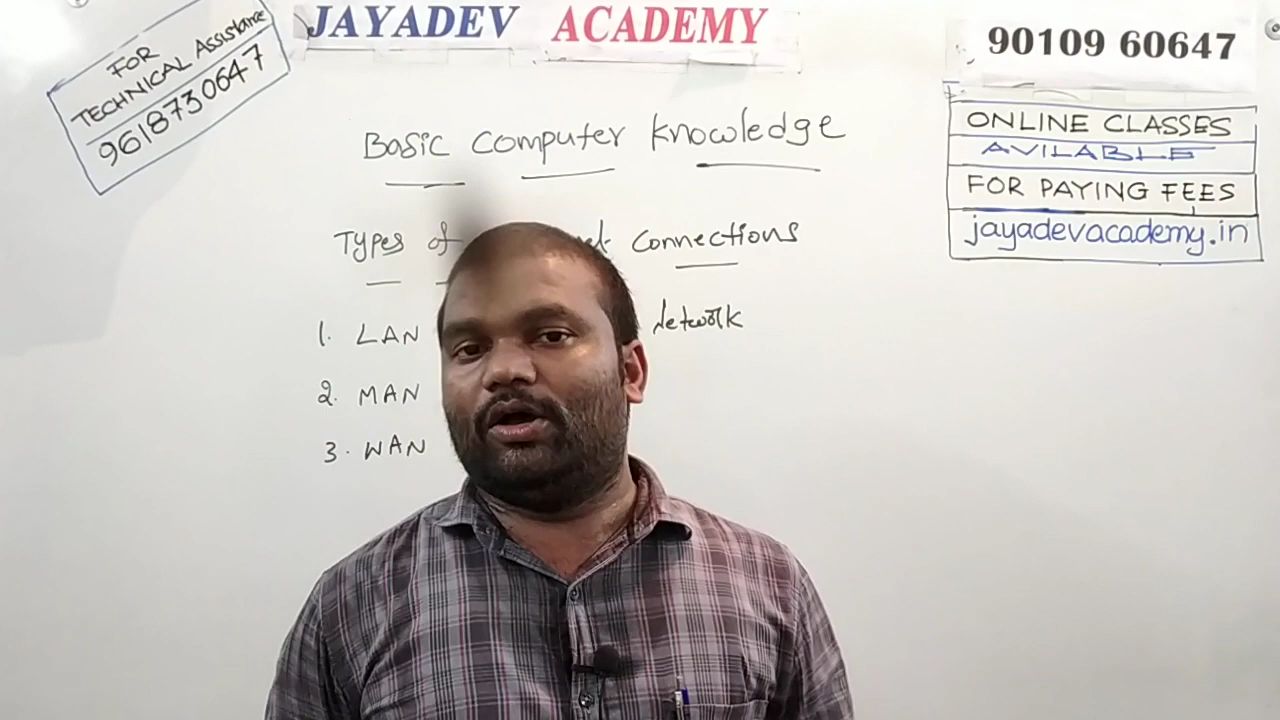 FOR
TECHNICAL Assistance
9618730647
JAYADEV ACADEMY
90109 60647
ONLINE CLASSES
AVILABLE
FOR PAYING FEES
jayadevacademy.in
Basic Computer Knowledge
Types of Connections
1. LAN Network
2. MAN
3. WAN